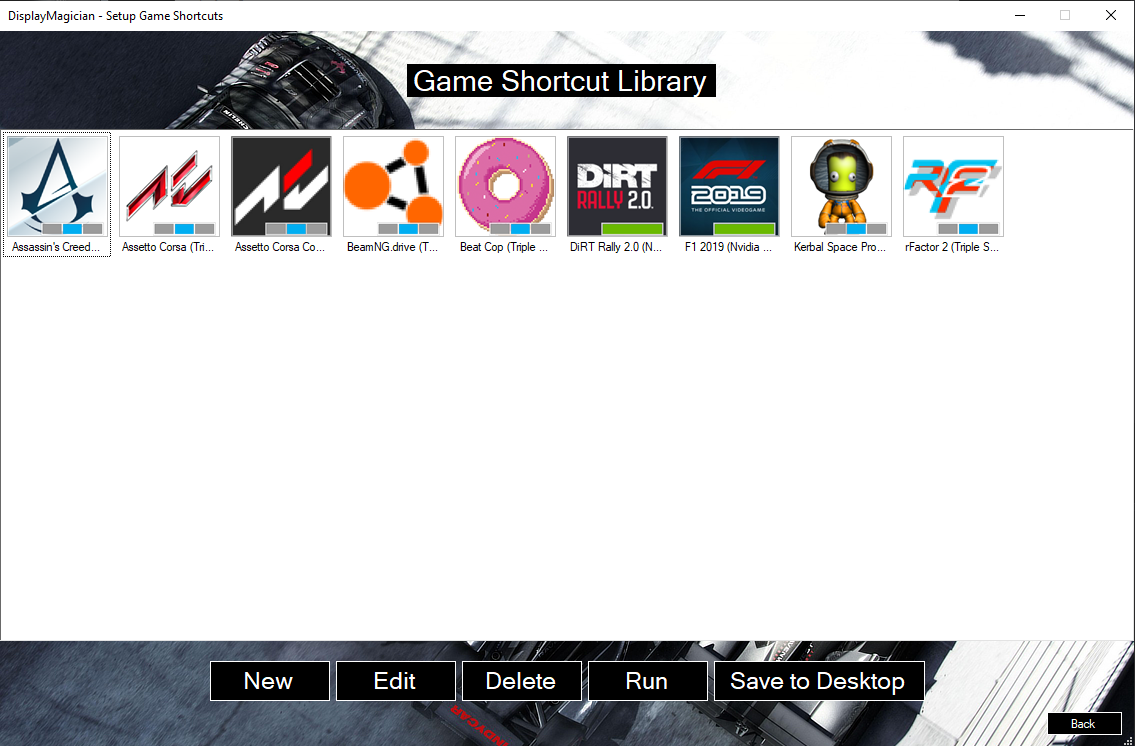 DisplayMagician - Setup Game Shortcuts
Game Shortcut Library
DiRT
RALLY 2.0.
F1
2019
THE OFFICIAL VIDEOGAME
rF2
Assassin's Creed...
Assetto Corsa (Tri...
Assetto Corsa Co...
BeamNG.drive (T...
Beat Cop (Triple ...
DiRT Rally 2.0 (N...
F1 2019 (Nvidia ...
Kerbal Space Pro...
rFactor 2 (Triple S...
New
Edit
Delete
Run
Save to Desktop
INDYCAR
Back